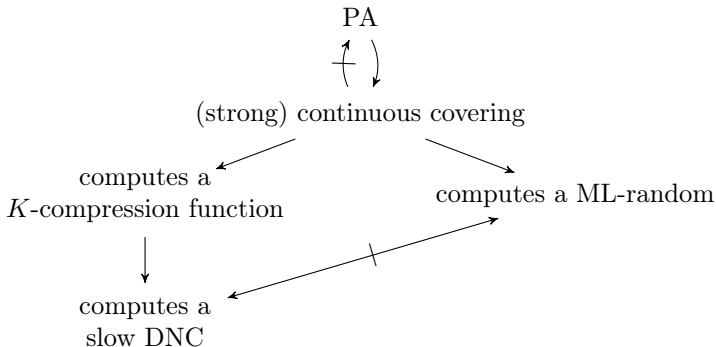 PA
(strong) continuous covering
computes a
K-compression function
computes a ML-random
computes a
slow DNC